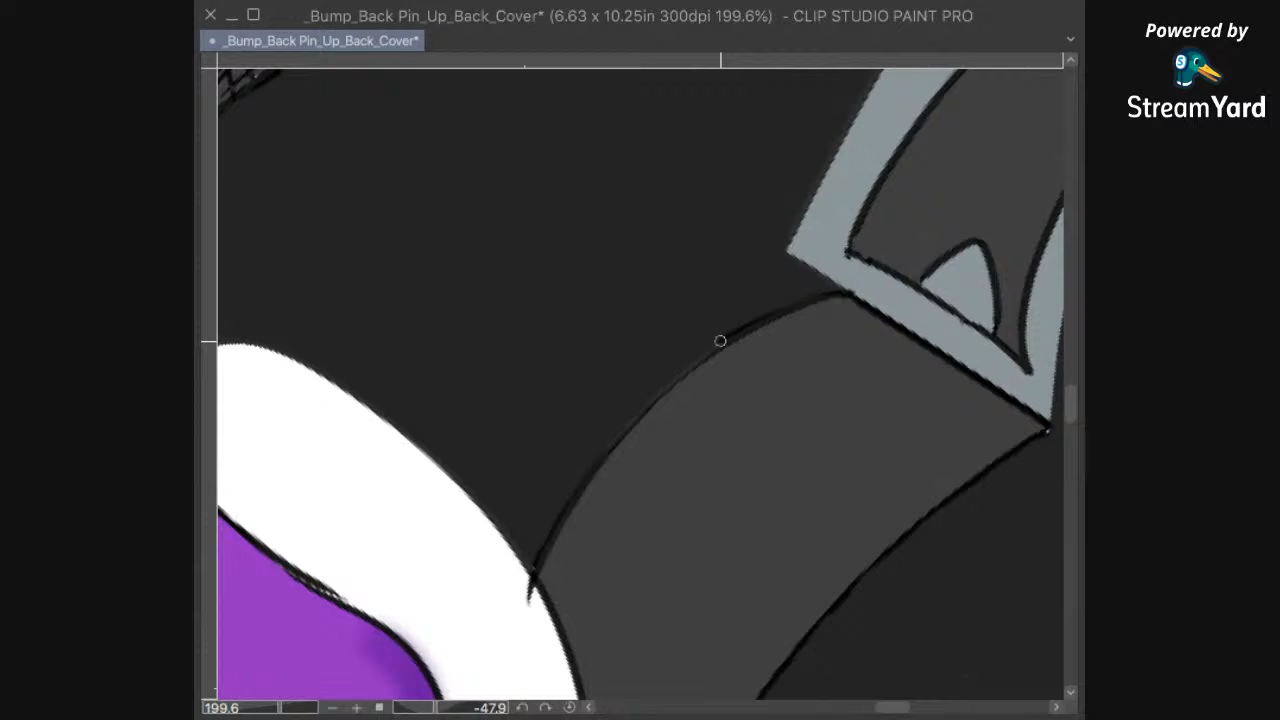 _Bump_Back Pin_Up_Back_Cover* (6.63 x 10.25in 300dpi 199.6%) - CLIP STUDIO PAINT PRO
_Bump_Back Pin_Up_Back_Cover*
Powered by
StreamYard
199.6
-47.9